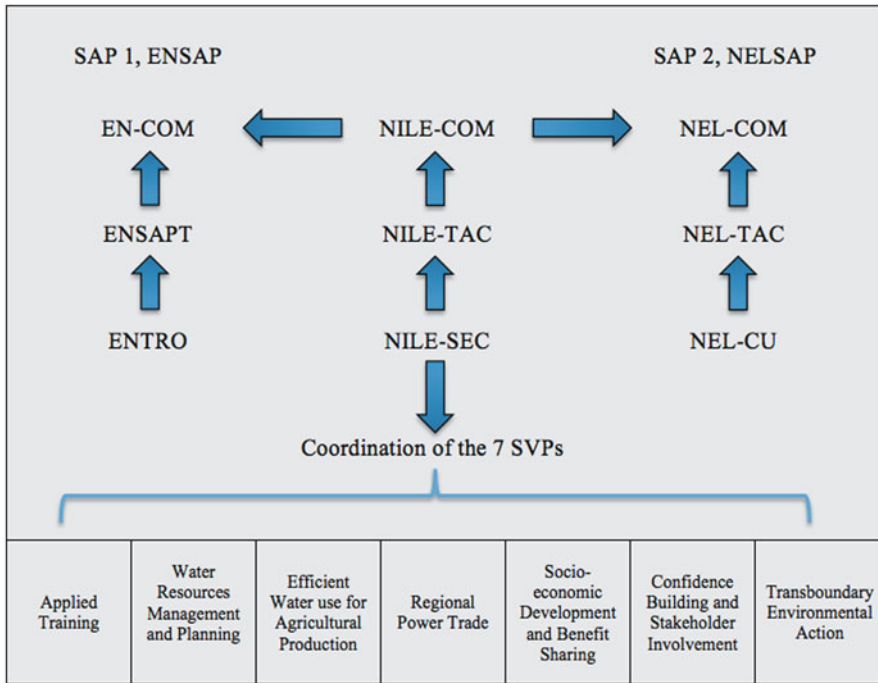 SAP 1, ENSAP
SAP 2, NELSAP
EN-COM
NILE-COM
NEL-COM
ENSAPT
NILE-TAC
NEL-TAC
ENTRO
NILE-SEC
NEL-CU
Coordination of the 7 SVPs
Applied
Training
Water
Resources
Management
and Planning
Efficient
Water use for
Agricultural
Production
Regional
Power Trade
Socio-
economic
Development
and Benefit
Sharing
Confidence
Building and
Stakeholder
Involvement
Transboundary
Environmental
Action